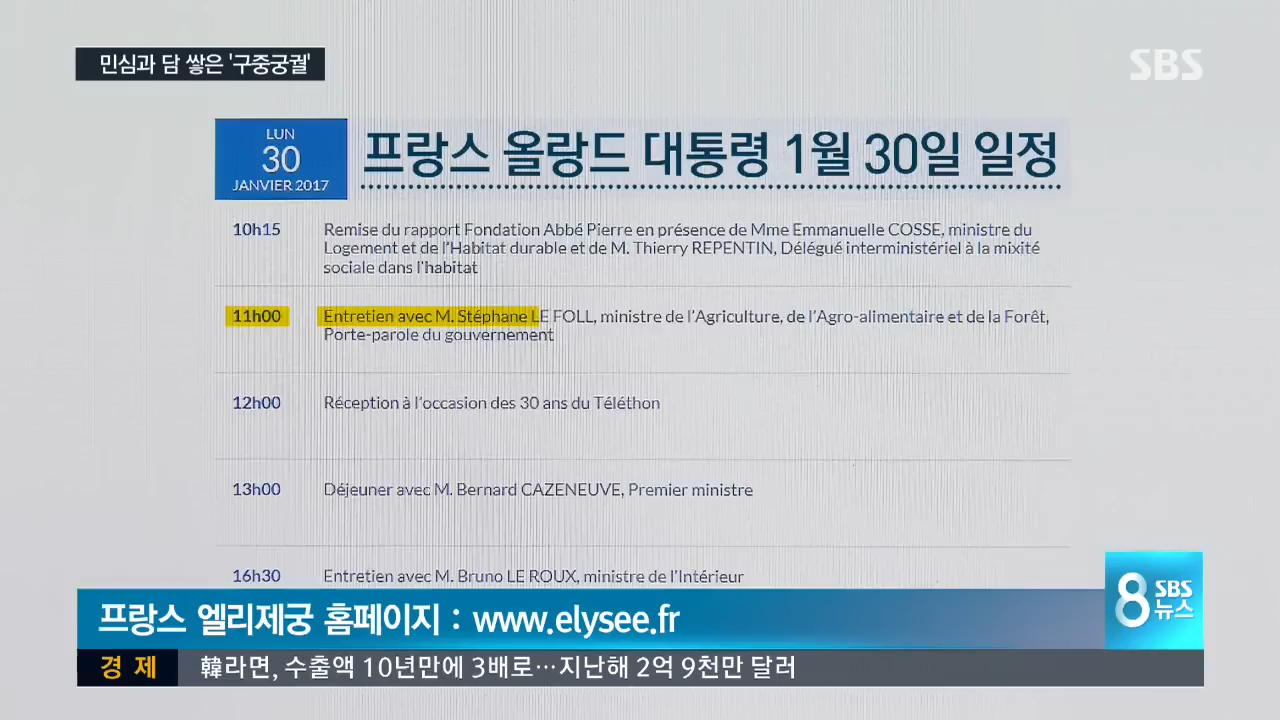 민심과 담 쌓은 '구중궁궐'
SBS
LUN
30
JANVIER 2017
프랑스 올랑드 대통령 1월 30일 일정
10h15
Remise du rapport Fondation Abbé Pierre en présence de Mme Emmanuelle COSSE, ministre du
Logement et de l'Habitat durable et de M. Thierry REPENTIN, Délégué interministériel à la mixité
sociale dans l'habitat
11h00
Entretien avec M. Stéphane LE FOLL, ministre de l'Agriculture, de l'Agro-alimentaire et de la Forêt,
Porte-parole du gouvernement
12h00
Réception à l'occasion des 30 ans du Téléthon
13h00
Déjeuner avec M. Bernard CAZENEUVE, Premier ministre
16h30
Entretien avec M. Bruno LE ROUX, ministre de l'Intérieur
프랑스 엘리제궁 홈페이지 : www.elysee.fr
8 SBS
뉴스
경 제
韓라면, 수출액 10년만에 3배로…지난해 2억 9천만 달러